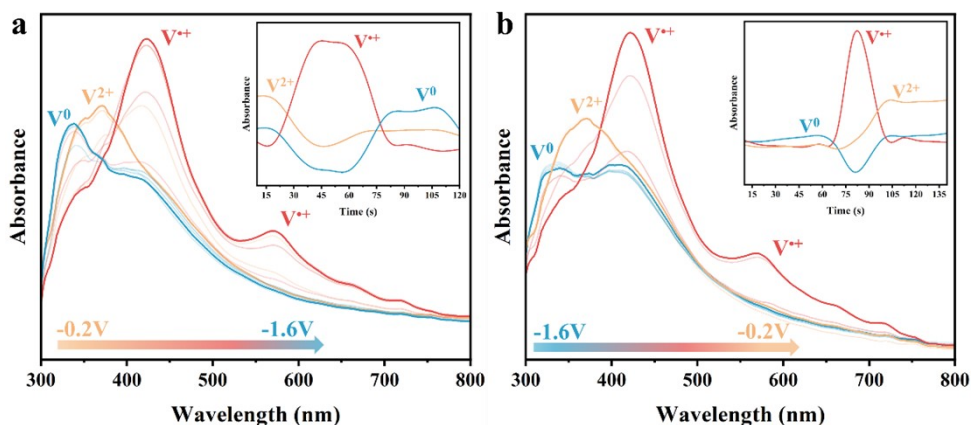 a
V•+
V2+
V0
V•+
-0.2V
-1.6V
300 400 500 600 700 800
Wavelength (nm)
Absorbance
V•+
V2+
V0
15 30 45 60 75 90 105 120
Time (s)
Absorbance
b
V•+
V2+
V0
V•+
-1.6V
-0.2V
300 400 500 600 700 800
Wavelength (nm)
Absorbance
V•+
V2+
V0
15 30 45 60 75 90 105 120 135
Time (s)
Absorbance